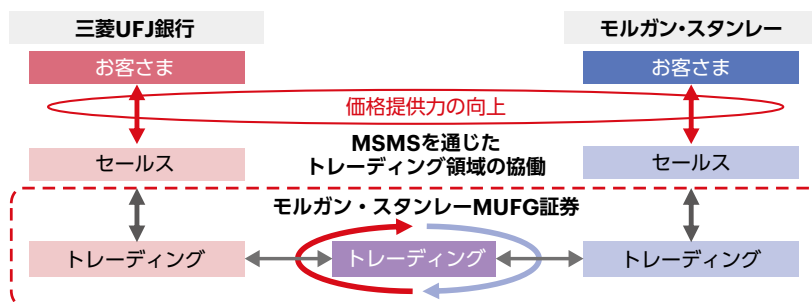 三菱UFJ銀行
モルガン・スタンレー
お客さま
お客さま
価格提供力の向上
MSMSを通じた
トレーディング領域の協働
セールス
セールス
モルガン・スタンレーMUFG証券
トレーディング
トレーディング
トレーディング